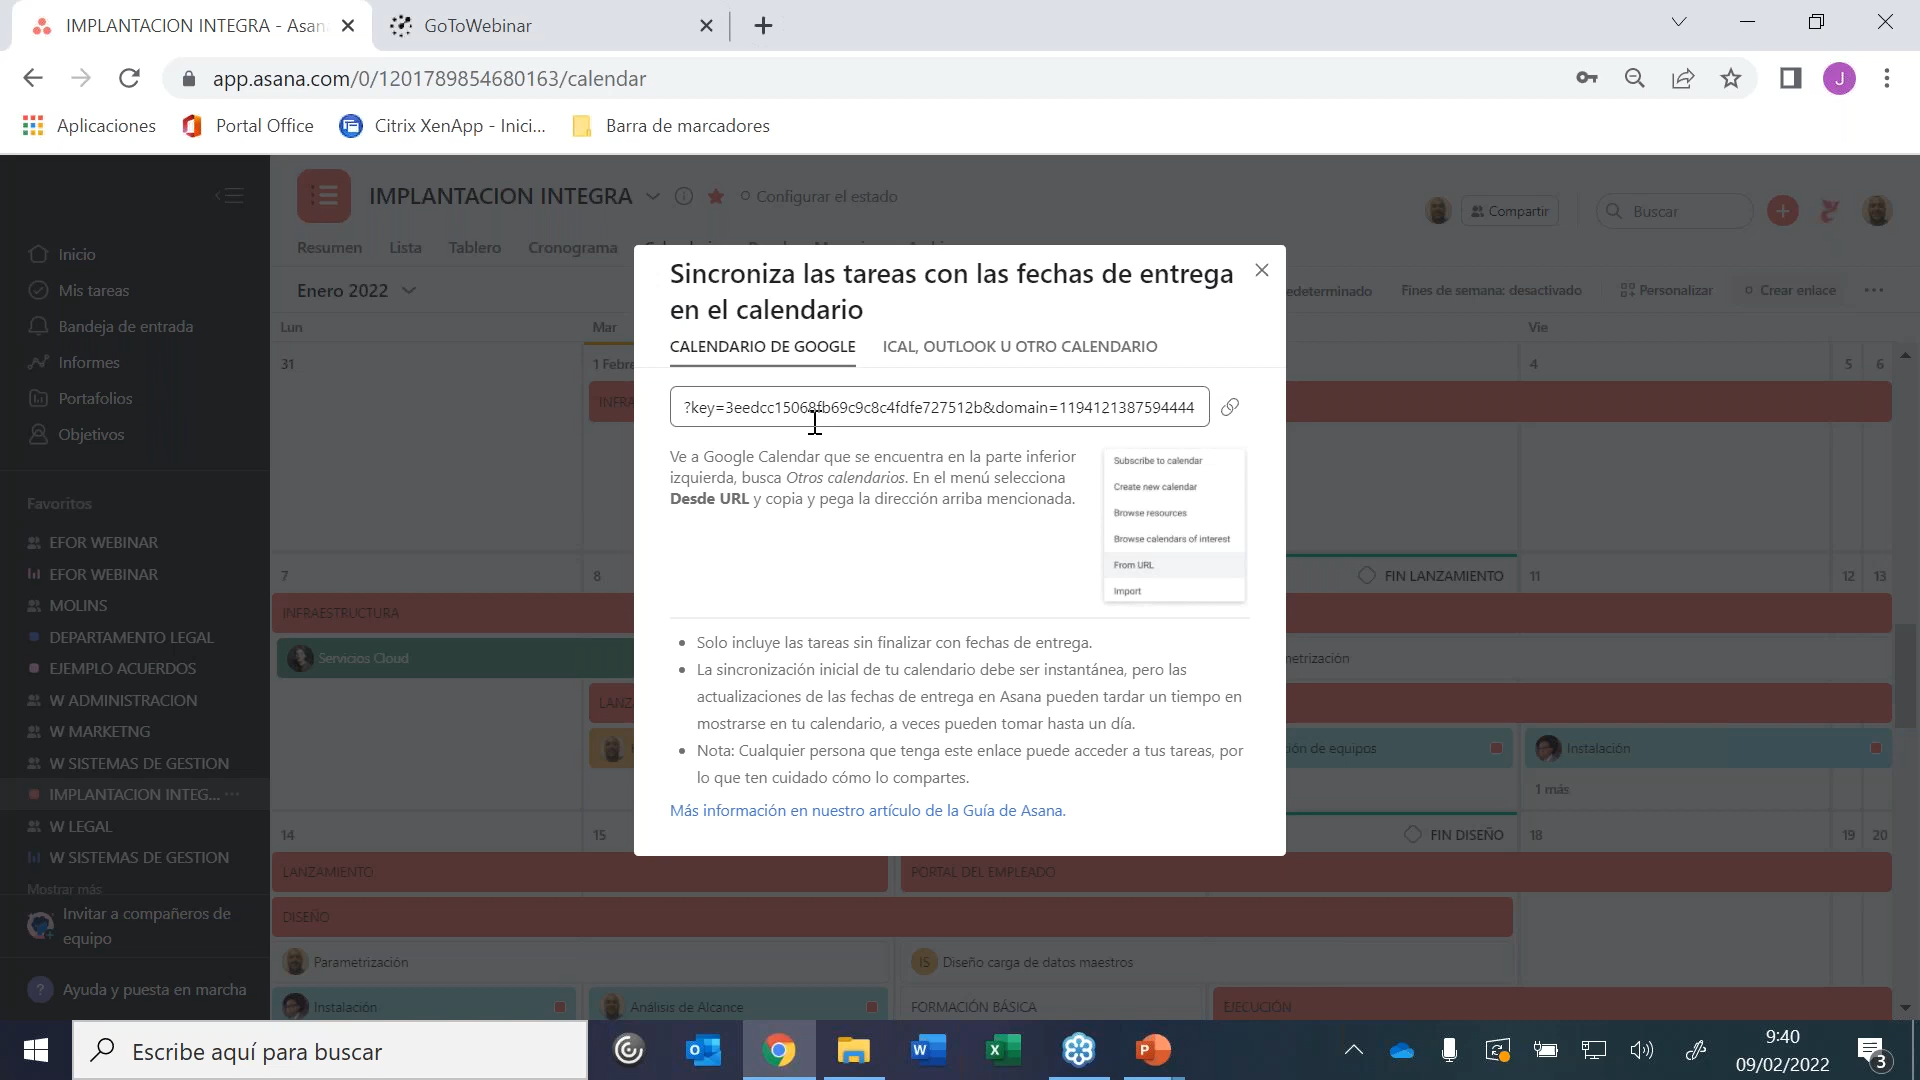 IMPLANTACION INTEGRA - Asan
GoToWebinar
app.asana.com/0/1201789854680163/calendar
J
Aplicaciones
Portal Office
Citrix XenApp - Inici...
Barra de marcadores
IMPLANTACION INTEGRA
Configurar el estado
Compartir
Buscar
Resumen
Lista
Tablero
Cronograma
Inicio
Mis tareas
Bandeja de entrada
Informes
Portafolios
Objetivos
Favoritos
EFOR WEBINAR
EFOR WEBINAR
MOLINS
DEPARTAMENTO LEGAL
EJEMPLO ACUERDOS
W ADMINISTRACION
W MARKETNG
W SISTEMAS DE GESTION
IMPLANTACION INTEG...
W LEGAL
W SISTEMAS DE GESTION
Mostrar más
Invitar a compañeros de
equipo
Ayuda y puesta en marcha
Enero 2022
Fines de semana: desactivado
Personalizar
Crear enlace
Lun
Mar
Vie
31
1 Febre
4
5
6
INFRA
7
8
FIN LANZAMIENTO
11
12
13
INFRAESTRUCTURA
Servicios Cloud
LANZ
ión de equipos
Instalación
1 más
14
15
FIN DISEÑO
18
19
20
LANZAMIENTO
PORTAL DEL EMPLEADO
DISEÑO
Parametrización
IS
Diseño carga de datos maestros
Instalación
Análisis de Alcance
FORMACIÓN BÁSICA
EJECUCIÓN
Sincroniza las tareas con las fechas de entrega
en el calendario
CALENDARIO DE GOOGLE
ICAL, OUTLOOK U OTRO CALENDARIO
?key=3eedcc15068fb69c9c8c4fdfe727512b&domain=1194121387594444
Ve a Google Calendar que se encuentra en la parte inferior
izquierda, busca Otros calendarios. En el menú selecciona
Desde URL y copia y pega la dirección arriba mencionada.
Subscribe to calendar
Create new calendar
Browse resources
Browse calendars of interest
From URL
Import
Solo incluye las tareas sin finalizar con fechas de entrega.
La sincronización inicial de tu calendario debe ser instantánea, pero las
actualizaciones de las fechas de entrega en Asana pueden tardar un tiempo en
mostrarse en tu calendario, a veces pueden tomar hasta un día.
Nota: Cualquier persona que tenga este enlace puede acceder a tus tareas, por
lo que ten cuidado cómo lo compartes.
Más información en nuestro artículo de la Guía de Asana.
Escribe aquí para buscar
9:40
09/02/2022
3